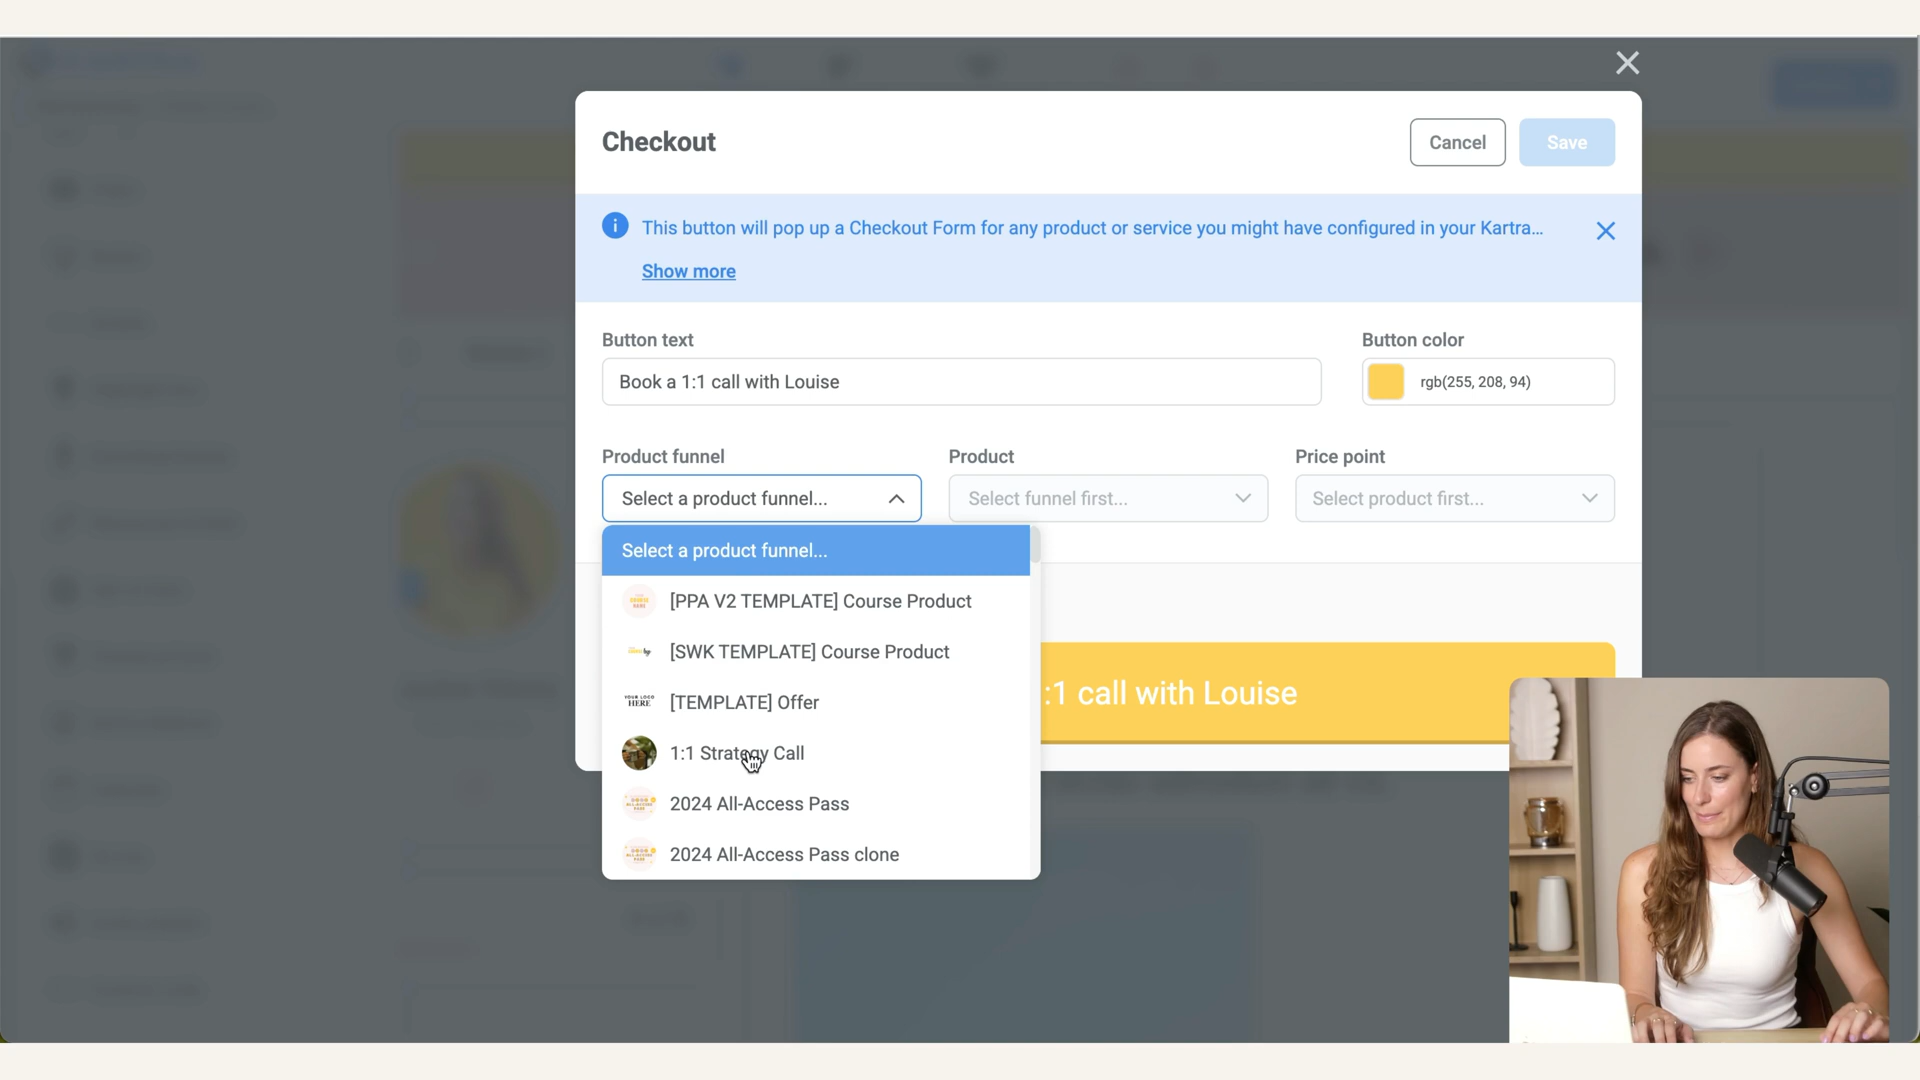 Checkout
Cancel
Save
This button will pop up a Checkout Form for any product or service you might have configured in your Kartra...
Show more
Button text
Button color
Book a 1:1 call with Louise
rgb(255, 208, 94)
Product funnel
Product
Price point
Select a product funnel...
Select funnel first...
Select product first...
Select a product funnel...
[PPA V2 TEMPLATE] Course Product
[SWK TEMPLATE] Course Product
YOUR LOGO
HERE
[TEMPLATE] Offer
:1 call with Louise
1:1 Strategy Call
2024 All-Access Pass
2024 All-Access Pass clone